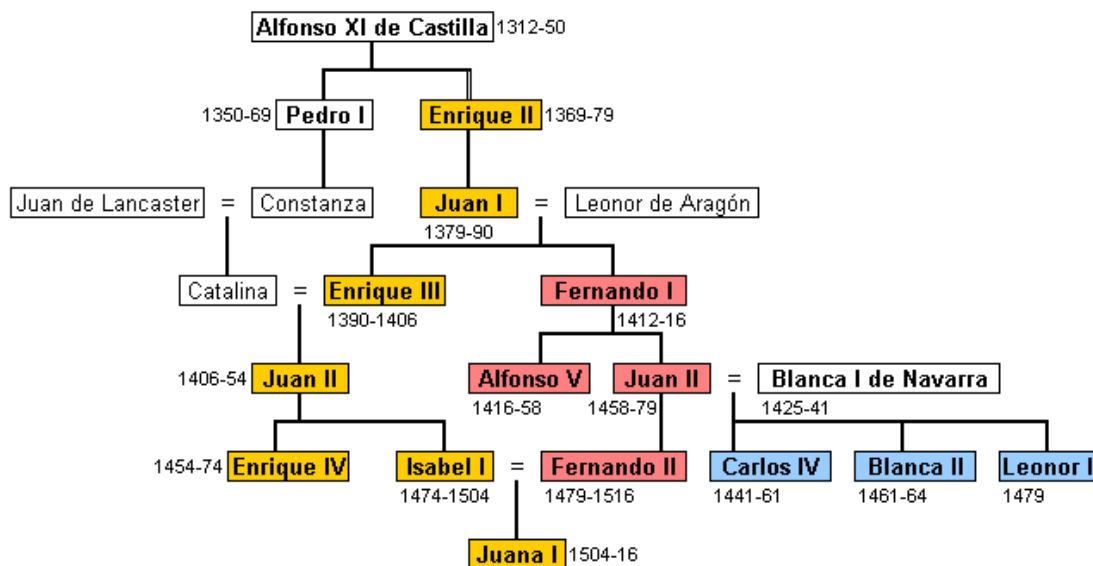 Alfonso XI de Castilla 1312-50
1350-69 Pedro I Enrique II 1369-79
Juan de Lancaster = Constanza Juan I = Leonor de Aragón
1379-90
Catalina = Enrique III Fernando I
1390-1406 1412-16
1406-54 Juan II Alfonso V Juan II = Blanca I de Navarra
1416-58 1458-79 1425-41
1454-74 Enrique IV Isabel I = Fernando II Carlos IV Blanca II Leonor I
1474-1504 1479-1516 1441-61 1461-64 1479
Juana I 1504-16